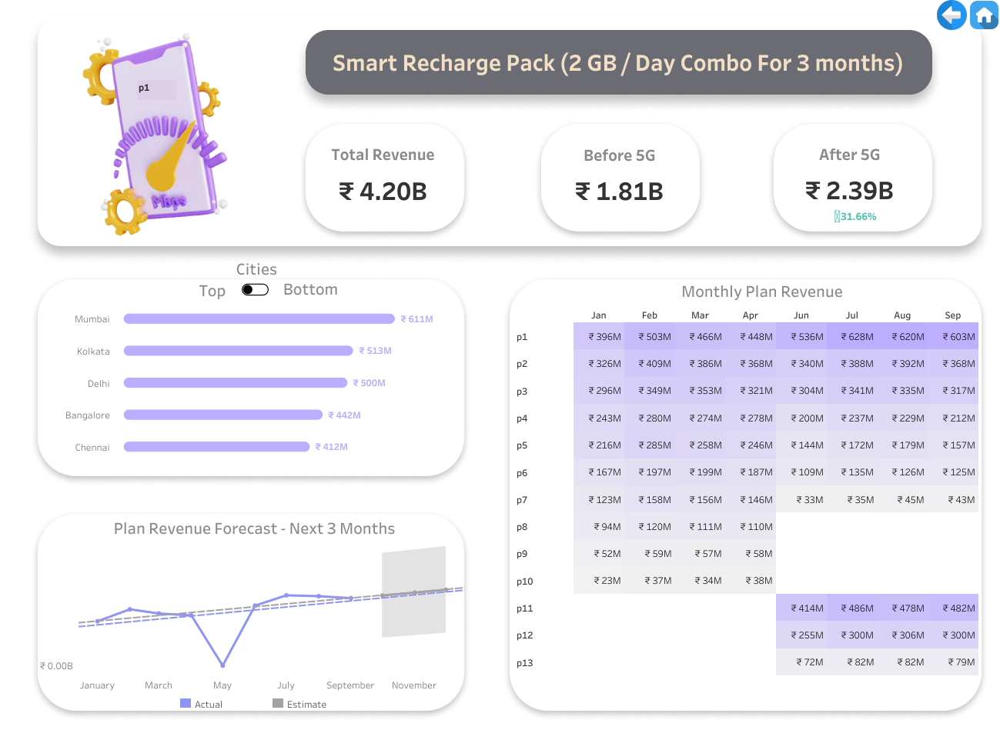 Smart Recharge Pack (2 GB / Day Combo For 3 months)
p1
Mbps
Total Revenue
₹ 4.20B
Before 5G
₹ 1.81B
After 5G
₹ 2.39B
31.66%
Cities
Top Bottom
Mumbai ₹ 611M
Kolkata ₹ 513M
Delhi ₹ 500M
Bangalore ₹ 442M
Chennai ₹ 412M
Plan Revenue Forecast - Next 3 Months
₹ 0.00B
January March May July September November
Actual Estimate
Monthly Plan Revenue
Jan Feb Mar Apr Jun Jul Aug Sep
p1 ₹ 396M ₹ 503M ₹ 466M ₹ 448M ₹ 536M ₹ 628M ₹ 620M ₹ 603M
p2 ₹ 326M ₹ 409M ₹ 386M ₹ 368M ₹ 340M ₹ 388M ₹ 392M ₹ 368M
p3 ₹ 296M ₹ 349M ₹ 353M ₹ 321M ₹ 304M ₹ 341M ₹ 335M ₹ 317M
p4 ₹ 243M ₹ 280M ₹ 274M ₹ 278M ₹ 200M ₹ 237M ₹ 229M ₹ 212M
p5 ₹ 216M ₹ 285M ₹ 258M ₹ 246M ₹ 144M ₹ 172M ₹ 179M ₹ 157M
p6 ₹ 167M ₹ 197M ₹ 199M ₹ 187M ₹ 109M ₹ 135M ₹ 126M ₹ 125M
p7 ₹ 123M ₹ 158M ₹ 156M ₹ 146M ₹ 33M ₹ 35M ₹ 45M ₹ 43M
p8 ₹ 94M ₹ 120M ₹ 111M ₹ 110M
p9 ₹ 52M ₹ 59M ₹ 57M ₹ 58M
p10 ₹ 23M ₹ 37M ₹ 34M ₹ 38M
p11 ₹ 414M ₹ 486M ₹ 478M ₹ 482M
p12 ₹ 255M ₹ 300M ₹ 306M ₹ 300M
p13 ₹ 72M ₹ 82M ₹ 82M ₹ 79M